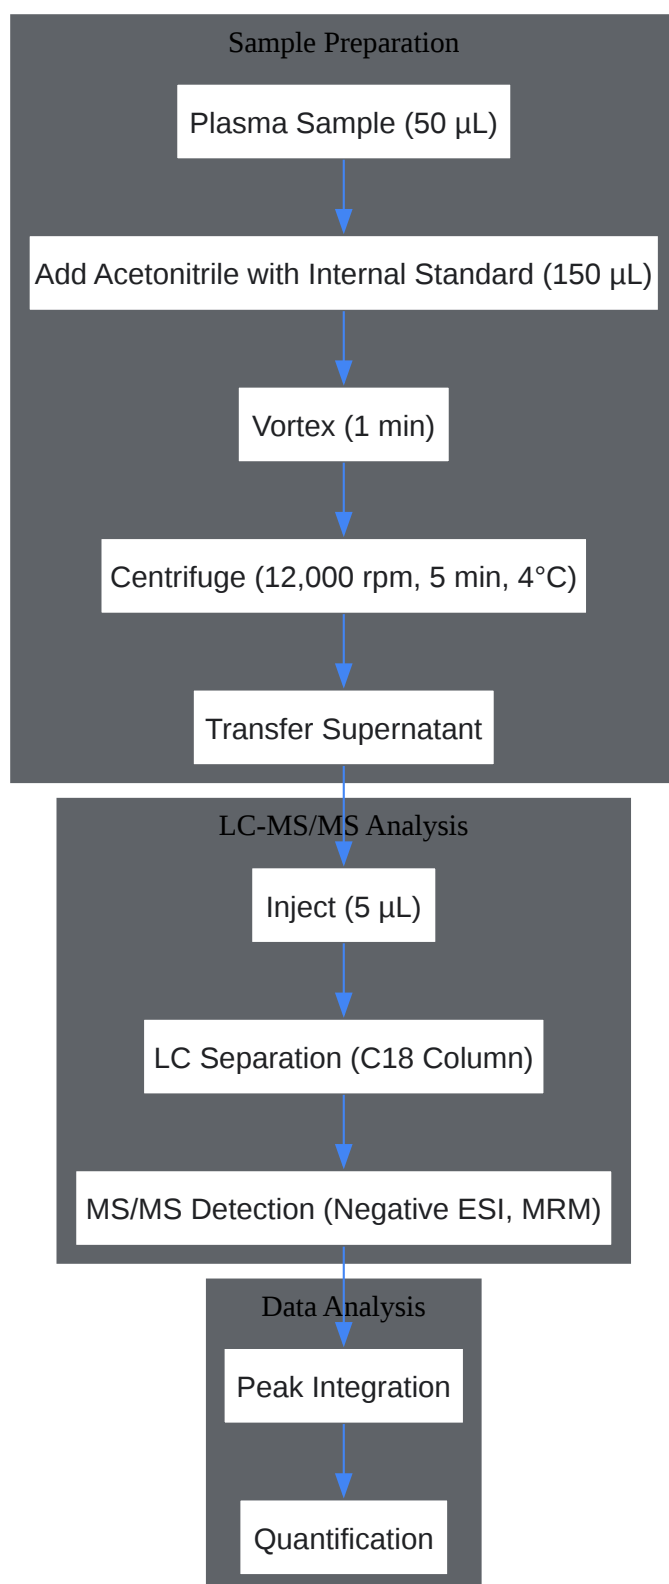 Sample Preparation
Plasma Sample (50 µL)
Add Acetonitrile with Internal Standard (150 µL)
Vortex (1 min)
Centrifuge (12,000 rpm, 5 min, 4°C)
Transfer Supernatant
LC-MS/MS Analysis
Inject (5 µL)
LC Separation (C18 Column)
MS/MS Detection (Negative ESI, MRM)
Data Analysis
Peak Integration
Quantification